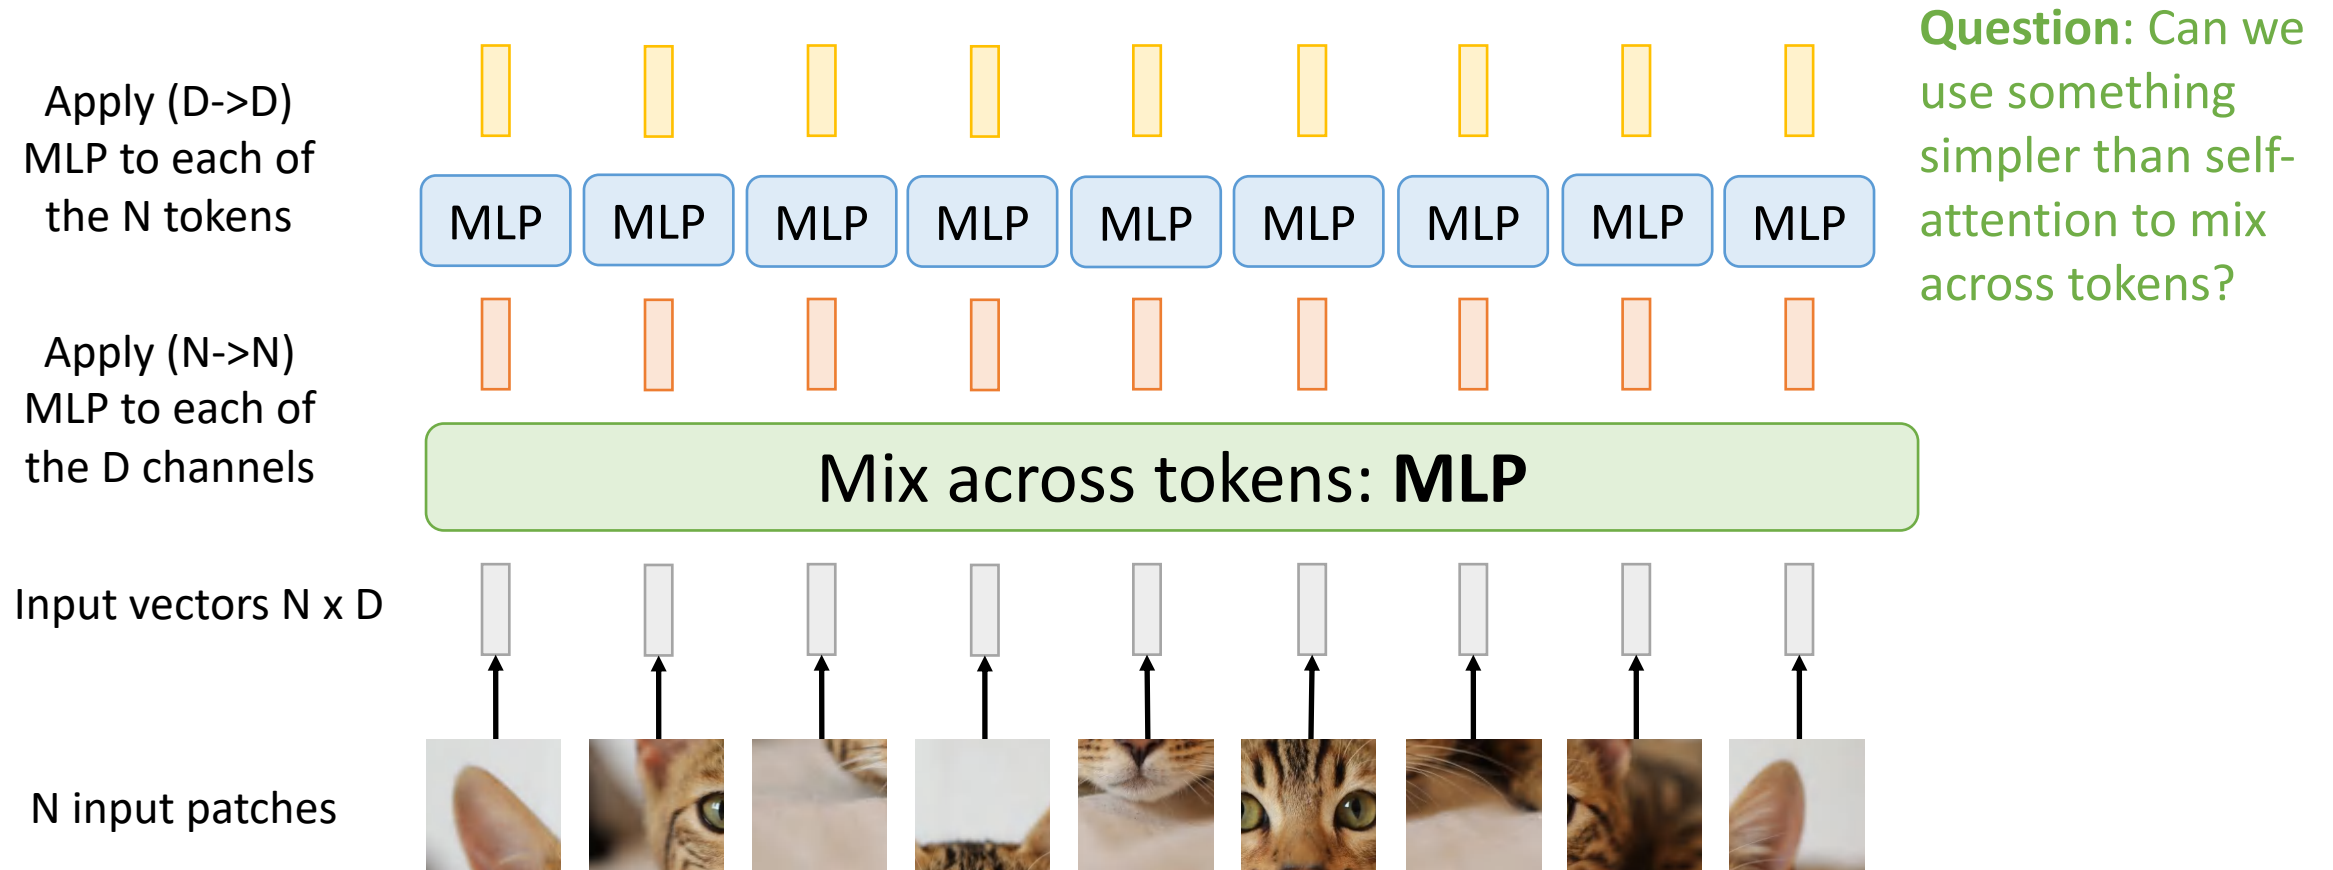 Question: Can we
use something
simpler than self-
attention to mix
across tokens?
Apply (D->D)
MLP to each of
the N tokens
MLP MLP MLP MLP MLP MLP MLP MLP MLP
Apply (N->N)
MLP to each of
the D channels
Mix across tokens: MLP
Input vectors N x D
N input patches